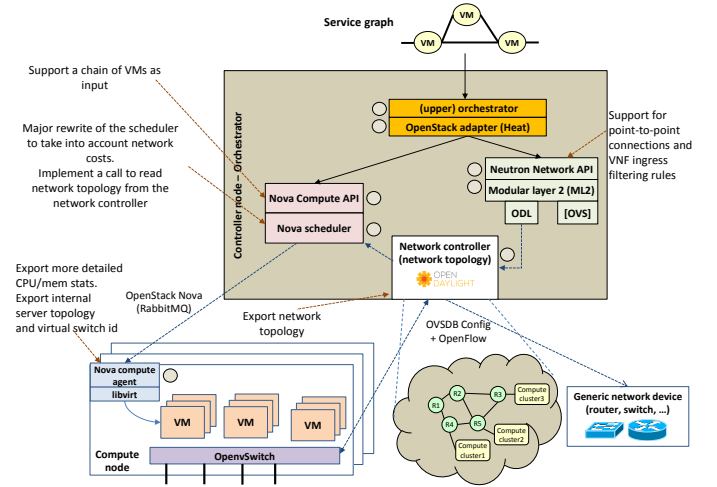 Service graph
VM
VM
VM
Support a chain of VMs as
input
Major rewrite of the scheduler
to take into account network
costs.
Implement a call to read
network topology from the
network controller
Controller node – Orchestrator
(upper) orchestrator
OpenStack adapter (Heat)
Support for
point-to-point
connections and
VNF ingress
filtering rules
Neutron Network API
Modular layer 2 (ML2)
ODL
[OVS]
Nova Compute API
Nova scheduler
Network controller
(network topology)
OPEN
DAYLIGHT
Export more detailed
CPU/mem stats.
Export internal
server topology
and virtual switch id
OpenStack Nova
(RabbitMQ)
Export network
topology
OVSDB Config
+ OpenFlow
Nova compute
agent
libvirt
VM
VM
VM
Compute
node
OpenvSwitch
R1
R2
R3
R4
R5
Compute
cluster3
Compute
cluster2
Compute
cluster1
Generic network device
(router, switch, …)